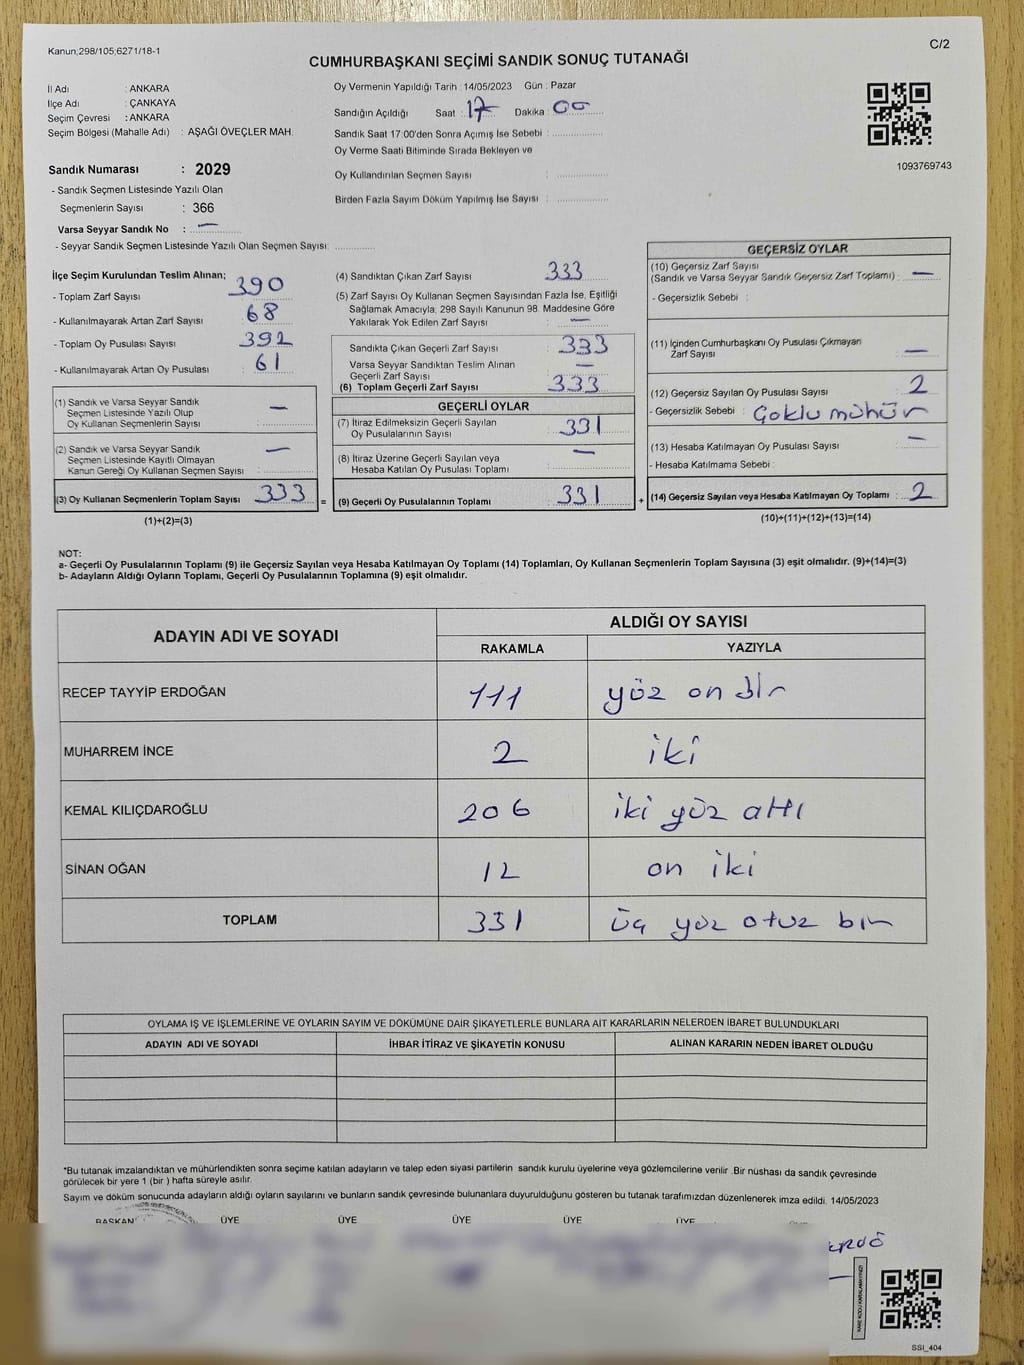 Kanun;298/105;6271/18-1
C/2
CUMHURBAŞKANI SEÇİMİ SANDIK SONUÇ TUTANAĞI
İl Adı : ANKARA
İlçe Adı : ÇANKAYA
Seçim Çevresi : ANKARA
Seçim Bölgesi (Mahalle Adı) : AŞAĞI ÖVEÇLER MAH.
Sandık Numarası : 2029
- Sandık Seçmen Listesinde Yazılı Olan
Seçmenlerin Sayısı : 366
Varsa Seyyar Sandık No : —
- Seyyar Sandık Seçmen Listesinde Yazılı Olan Seçmen Sayısı:
Oy Vermenin Yapıldığı Tarih : 14/05/2023 Gün : Pazar
Sandığın Açıldığı Saat : 17 Dakika : 00
Sandık Saat 17:00'den Sonra Açımış İse Sebebi :
Oy Verme Saati Bitiminde Sırada Bekleyen ve
Oy Kullandırılan Seçmen Sayısı :
Birden Fazla Sayım Döküm Yapılmış İse Sayısı :
1093769743
İlçe Seçim Kurulundan Teslim Alınan;
- Toplam Zarf Sayısı : 390
- Kullanılmayarak Artan Zarf Sayısı : 68
- Toplam Oy Pusulası Sayısı : 392
- Kullanılmayarak Artan Oy Pusulası : 61
(1) Sandık ve Varsa Seyyar Sandık
Seçmen Listesinde Yazılı Olup
Oy Kullanan Seçmenlerin Sayısı : —
(2) Sandık ve Varsa Seyyar Sandık
Seçmen Listesinde Kayıtlı Olmayan
Kanun Gereği Oy Kullanan Seçmen Sayısı : —
(3) Oy Kullanan Seçmenlerin Toplam Sayısı : 333 =
(1)+(2)=(3)
(4) Sandıktan Çıkan Zarf Sayısı : 333
(5) Zarf Sayısı Oy Kullanan Seçmen Sayısından Fazla İse, Eşitliği
Sağlamak Amacıyla, 298 Sayılı Kanunun 98. Maddesine Göre
Yakılarak Yok Edilen Zarf Sayısı : —
Sandıkta Çıkan Geçerli Zarf Sayısı : 333
Varsa Seyyar Sandıktan Teslim Alınan
Geçerli Zarf Sayısı : —
(6) Toplam Geçerli Zarf Sayısı : 333
GEÇERLİ OYLAR
(7) İtiraz Edilmeksizin Geçerli Sayılan
Oy Pusulalarının Sayısı : 331
(8) İtiraz Üzerine Geçerli Sayılan veya
Hesaba Katılan Oy Pusulası Toplamı : —
(9) Geçerli Oy Pusulalarının Toplamı : 331 +
GEÇERSİZ OYLAR
(10) Geçersiz Zarf Sayısı
(Sandık ve Varsa Seyyar Sandık Geçersiz Zarf Toplamı) : —
- Geçersizlik Sebebi :
(11) İçinden Cumhurbaşkanı Oy Pusulası Çıkmayan
Zarf Sayısı : —
(12) Geçersiz Sayılan Oy Pusulası Sayısı : 2
- Geçersizlik Sebebi : Çoklu mühür
(13) Hesaba Katılmayan Oy Pusulası Sayısı : —
- Hesaba Katılmama Sebebi :
(14) Geçersiz Sayılan veya Hesaba Katılmayan Oy Toplamı : 2
(10)+(11)+(12)+(13)=(14)
NOT:
a- Geçerli Oy Pusulalarının Toplamı (9) ile Geçersiz Sayılan veya Hesaba Katılmayan Oy Toplamı (14) Toplamları, Oy Kullanan Seçmenlerin Toplam Sayısına (3) eşit olmalıdır. (9)+(14)=(3)
b- Adayların Aldığı Oyların Toplamı, Geçerli Oy Pusulalarının Toplamına (9) eşit olmalıdır.
ADAYIN ADI VE SOYADI ALDIĞI OY SAYISI
RAKAMLA YAZIYLA
RECEP TAYYİP ERDOĞAN 111 yüz on bir
MUHARREM İNCE 2 iki
KEMAL KILIÇDAROĞLU 206 iki yüz altı
SİNAN OĞAN 12 on iki
TOPLAM 331 üç yüz otuz bir
OYLAMA İŞ VE İŞLEMLERİNE VE OYLARIN SAYIM VE DÖKÜMÜNE DAİR ŞİKAYETLERLE BUNLARA AİT KARARLARIN NELERDEN İBARET BULUNDUKLARI
ADAYIN ADI VE SOYADI İHBAR İTİRAZ VE ŞİKAYETİN KONUSU ALINAN KARARIN NEDEN İBARET OLDUĞU
*Bu tutanak imzalandıktan ve mühürlendikten sonra seçime katılan adayların ve talep eden siyasi partilerin sandık kurulu üyelerine veya gözlemcilerine verilir .Bir nüshası da sandık çevresinde
görülecek bir yere 1 (bir ) hafta süreyle asılır.
Sayım ve döküm sonucunda adayların aldığı oyların sayılarını ve bunların sandık çevresinde bulunanlara duyurulduğunu gösteren bu tutanak tarafımızdan düzenlenerek imza edildi. 14/05/2023
BAŞKAN ÜYE ÜYE ÜYE ÜYE ÜYE
SSI_404